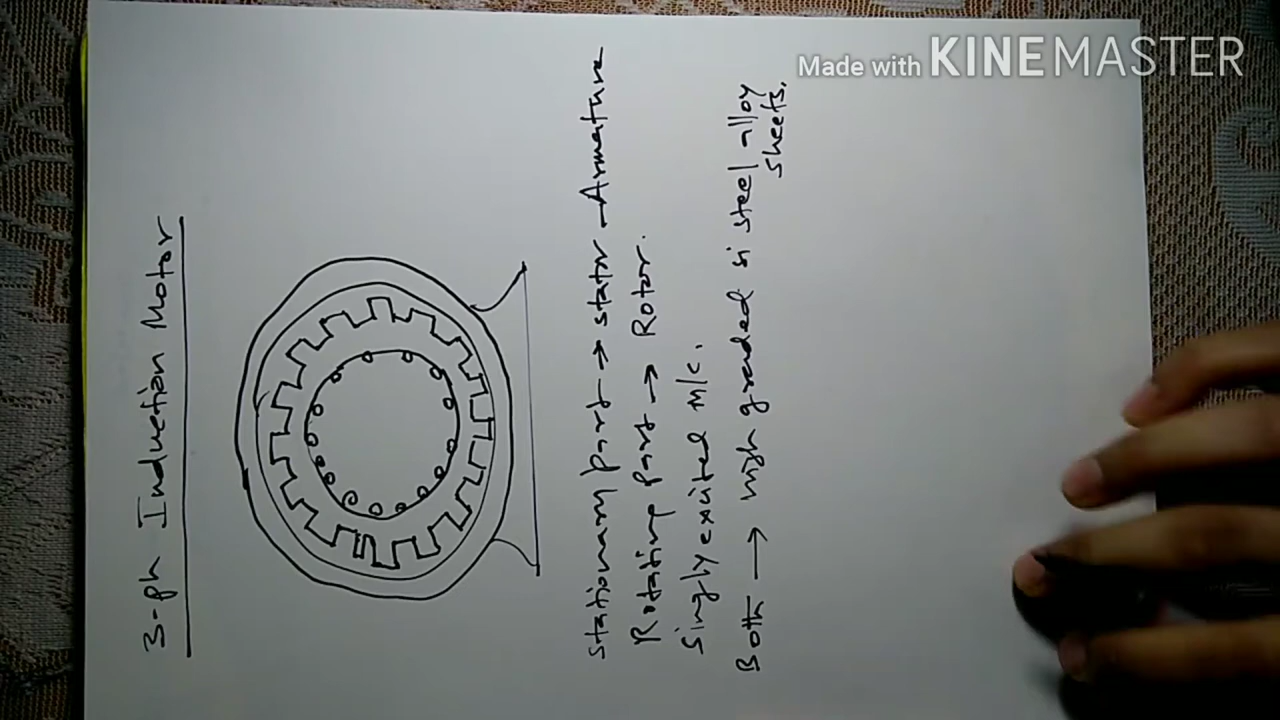 Made with KINEMASTER
3-ph Induction Motor
Stationary part → stator - Armature
Rotating part → Rotor.
Singly excited M/c.
Both → high graded si steel alloy
sheets.